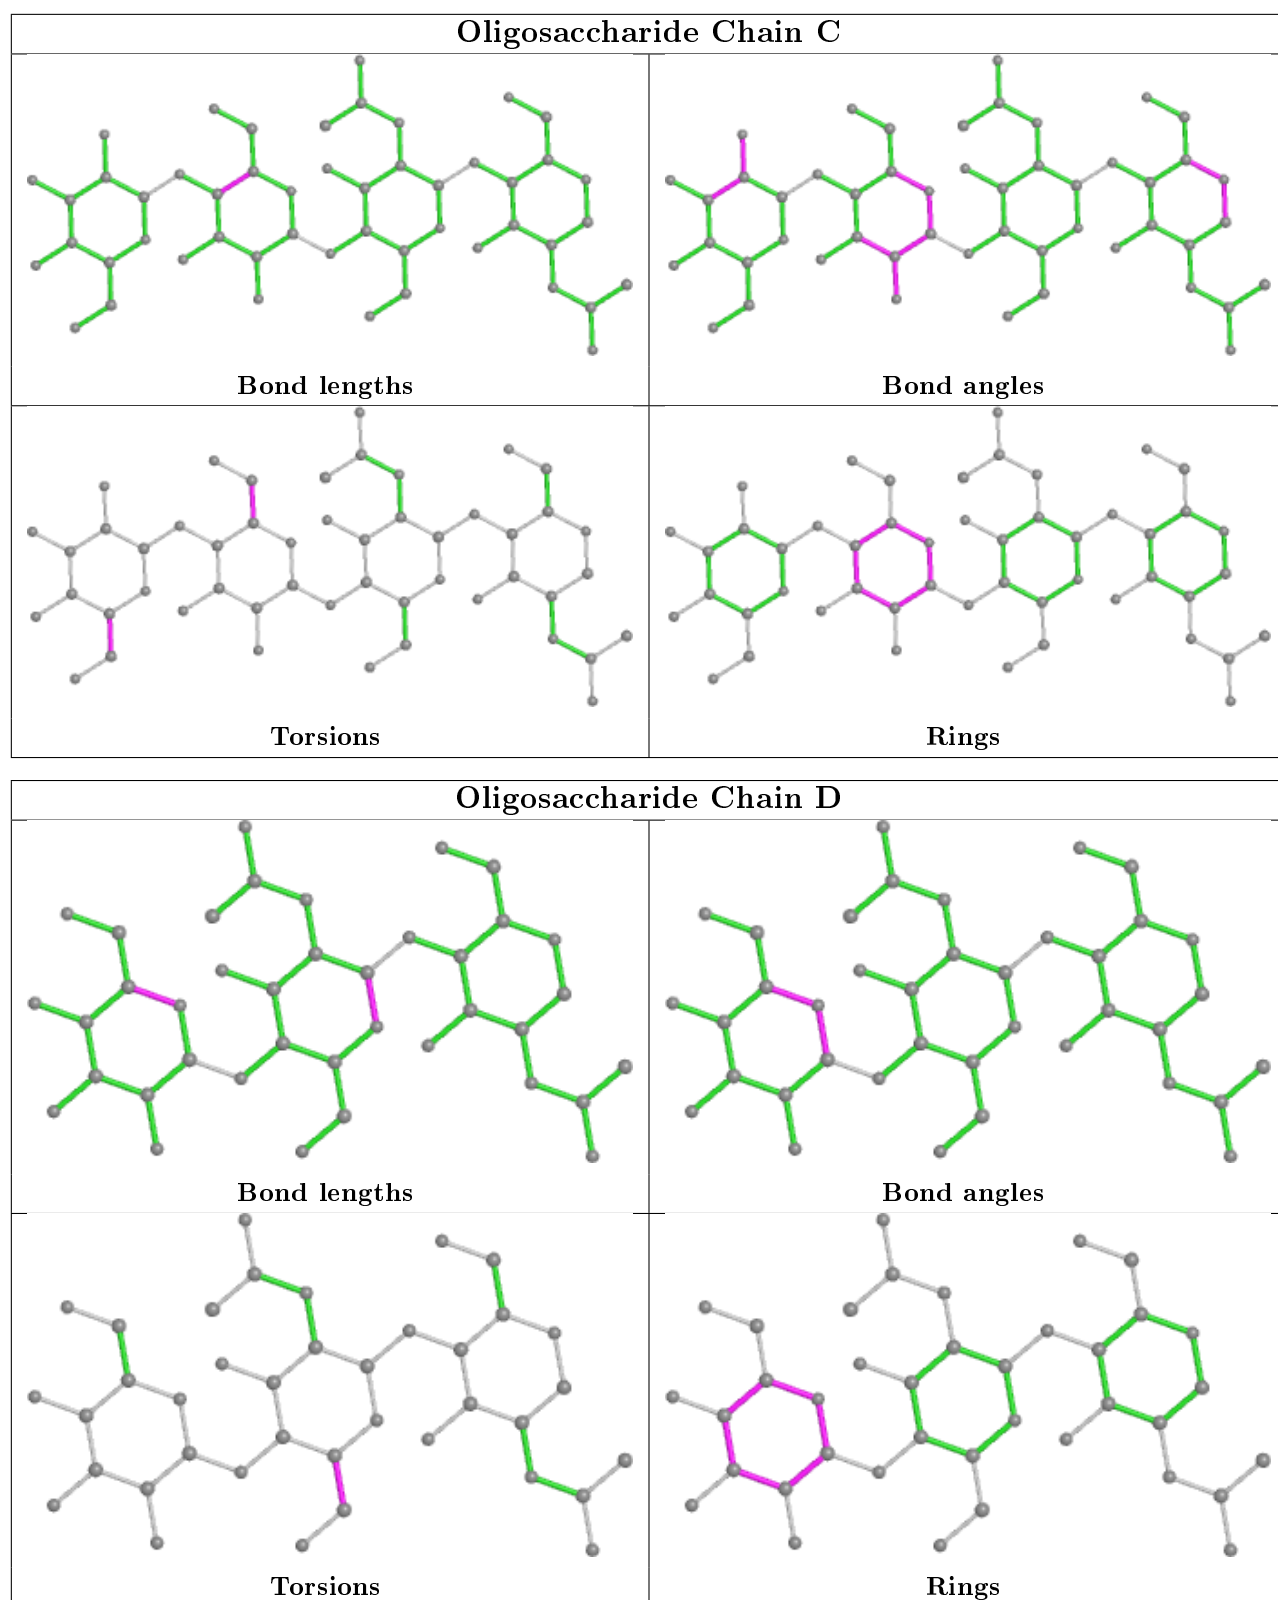 Oligosaccharide Chain C
Bond lengths
Bond angles
Torsions
Rings
Oligosaccharide Chain D
Bond lengths
Bond angles
Torsions
Rings